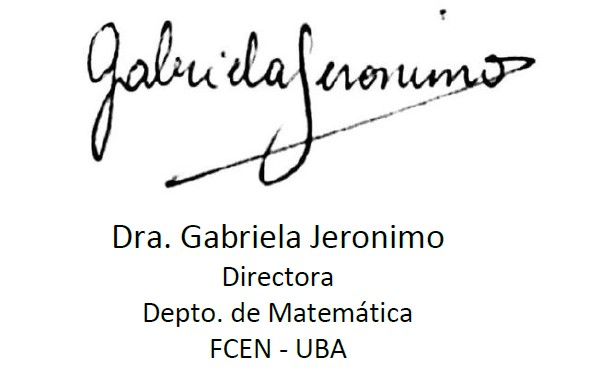 Gabriela Jeronimo
Dra. Gabriela Jeronimo
Directora
Depto. de Matemática
FCEN - UBA